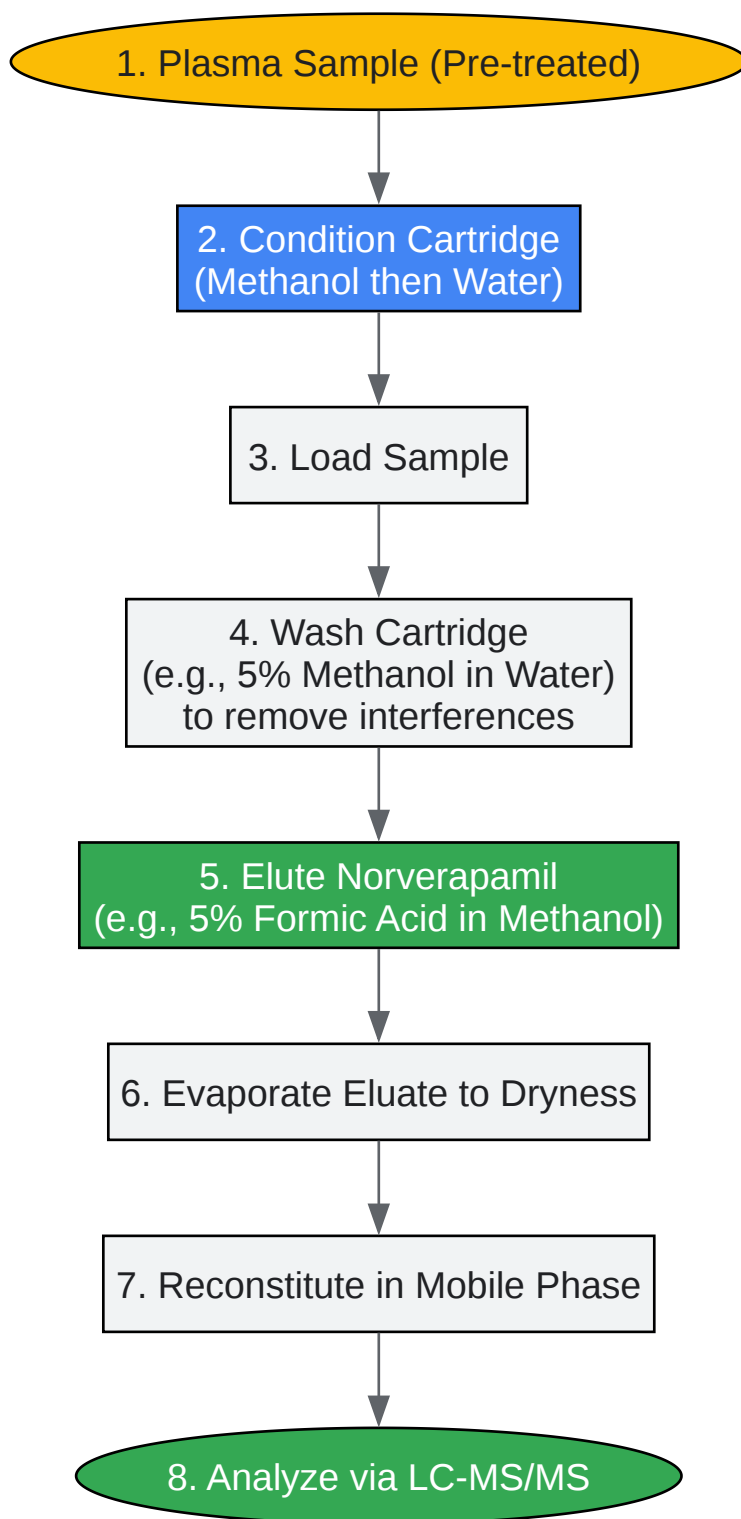 1. Plasma Sample (Pre-treated)
2. Condition Cartridge
(Methanol then Water)
3. Load Sample
4. Wash Cartridge
(e.g., 5% Methanol in Water)
to remove interferences
5. Elute Norverapamil
(e.g., 5% Formic Acid in Methanol)
6. Evaporate Eluate to Dryness
7. Reconstitute in Mobile Phase
8. Analyze via LC-MS/MS